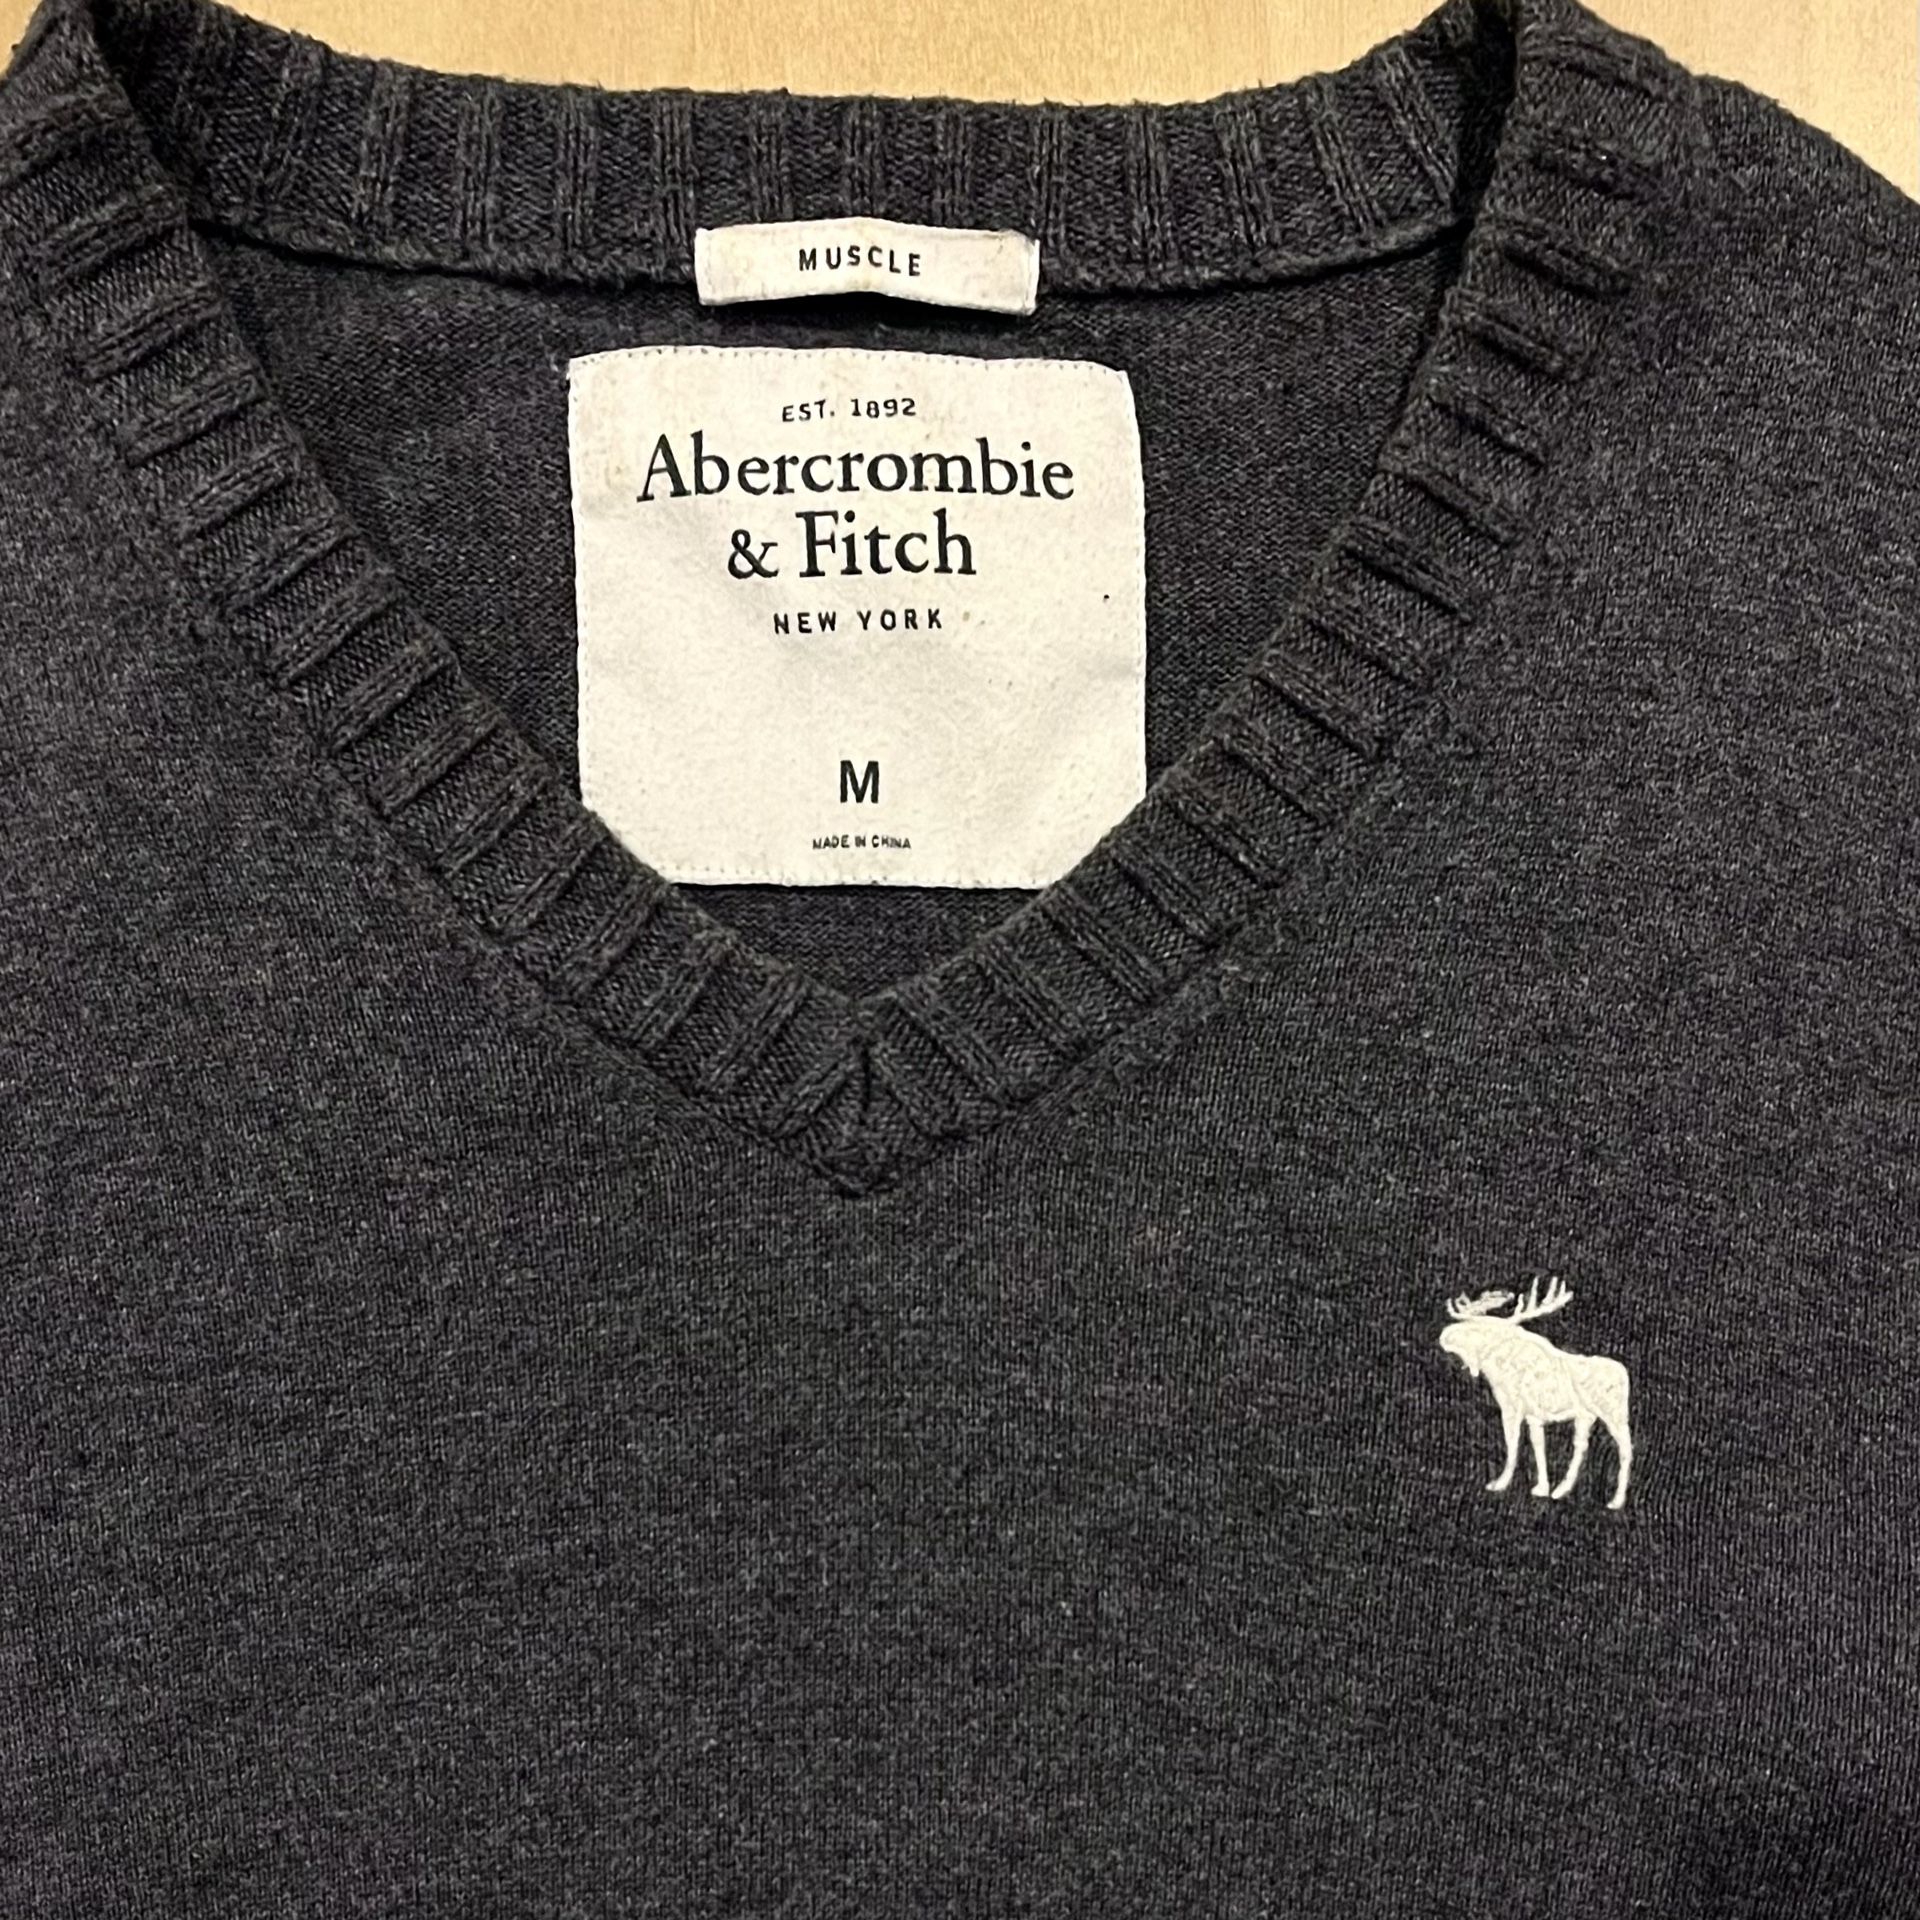 MUSCLE
EST. 1892
Abercrombie
& Fitch
NEW YORK
M
MADE IN CHINA